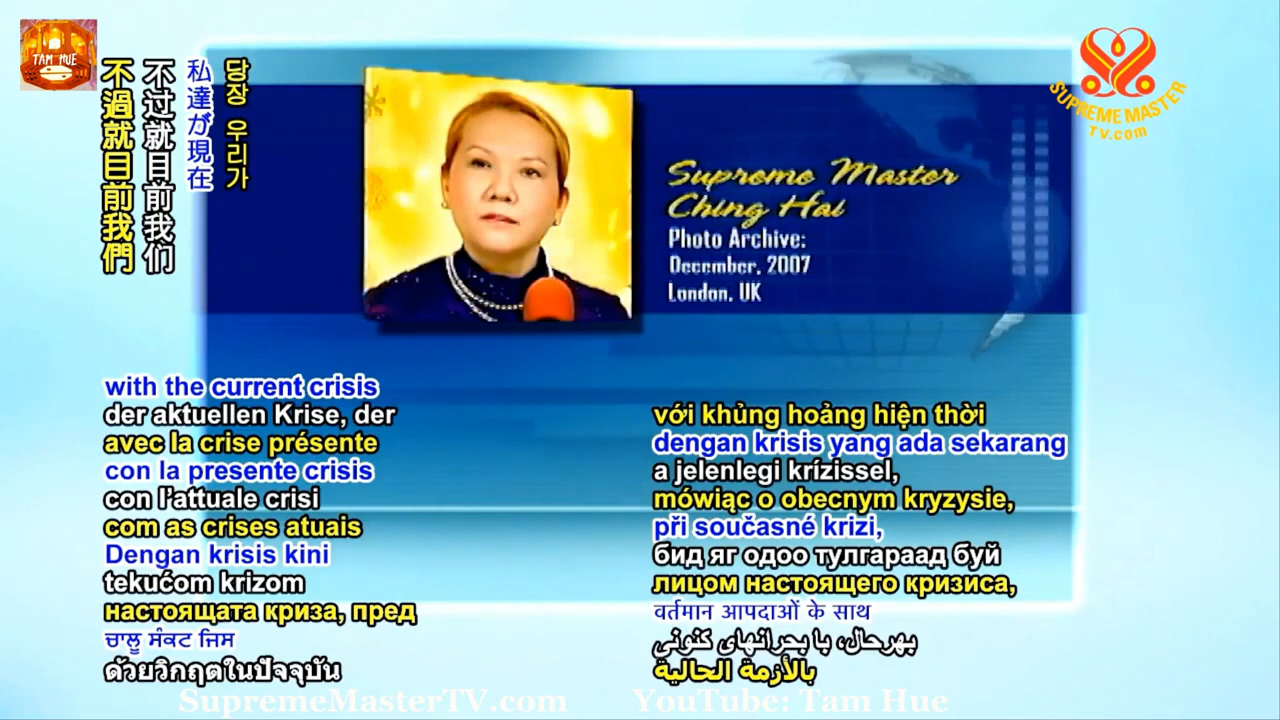 TAM HUE
不過就目前我們
不过就目前我们
私達が現在
당장 우리가
SUPREME MASTER
TV.com
Supreme Master
Ching Hai
Photo Archive:
December, 2007
London, UK
with the current crisis
der aktuellen Krise, der
avec la crise présente
con la presente crisis
con l'attuale crisi
com as crises atuais
Dengan krisis kini
tekućom krizom
настоящата криза, пред
ਚਾਲੂ ਸੰਕਟ ਜਿਸ
ด้วยวิกฤตในปัจจุบัน
với khủng hoảng hiện thời
dengan krisis yang ada sekarang
a jelenlegi krízissel,
mówiąc o obecnym kryzysie,
při současné krizi,
бид яг одоо тулгараад буй
лицом настоящего кризиса,
वर्तमान आपदाओं के साथ
بهرحال، با بحرانهای کنونی
بالأزمة الحالية
SupremeMasterTV.com
YouTube: Tam Hue